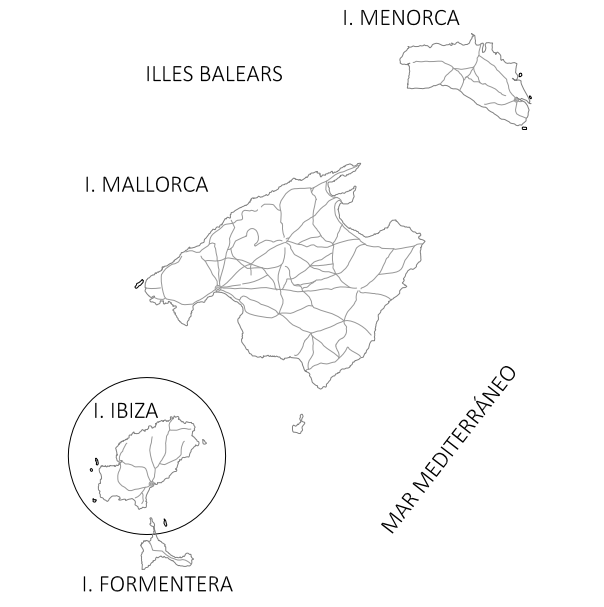 I. MENORCA
ILLES BALEARS
I. MALLORCA
MAR MEDITERRÁNEO
I. IBIZA
I. FORMENTERA